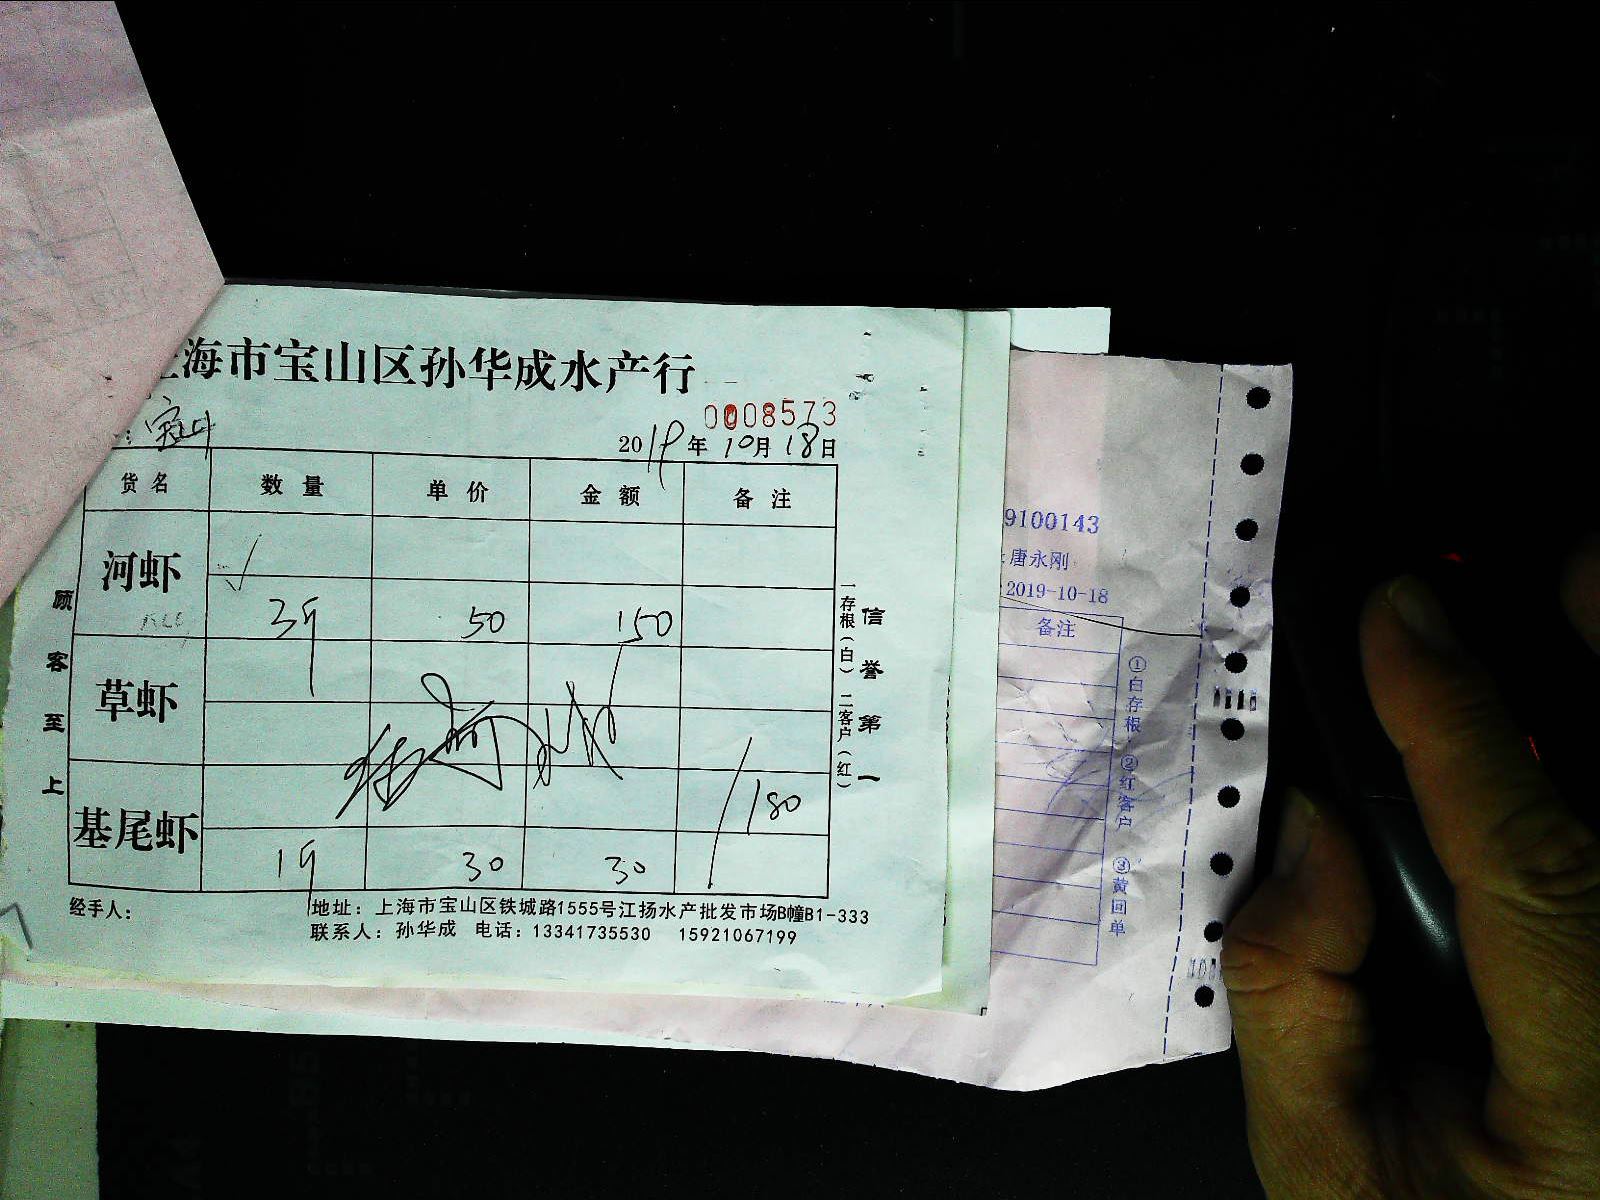 海市宝山区孙华成水产行
0008573
2019年10月18日
货名 数量 单价 金额 备注
河虾
3斤 50 150
草虾
基尾虾
180
1斤 30 30
经手人：
地址：上海市宝山区铁城路1555号江扬水产批发市场B幢B1-333
联系人：孙华成 电话：13341735530 15921067199
顾客至上
一存根（白）二客户（红）
信誉第一
9100143
唐永刚
2019-10-18
备注
①白存根 ②红客户 ③黄回单